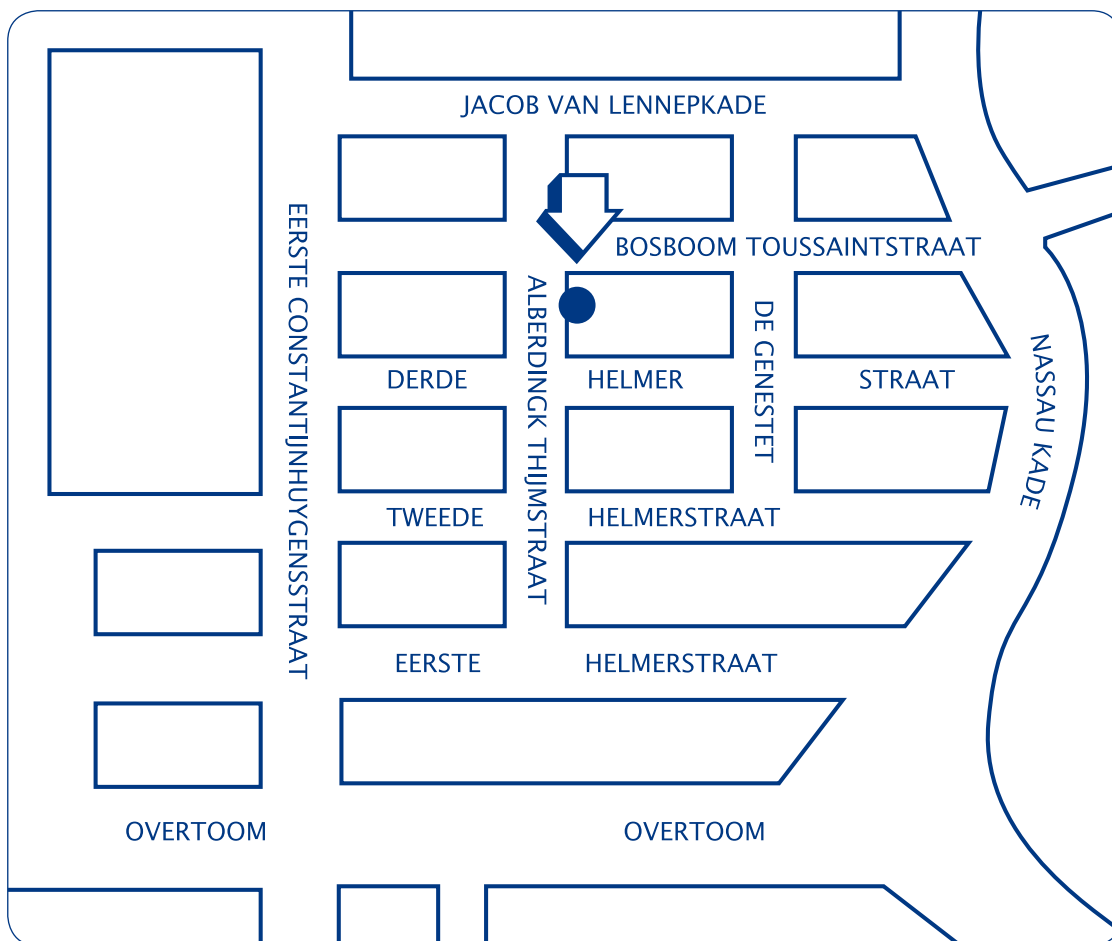 JACOB VAN LENNEPKADE
EERSTE CONSTANTIJNHUYGENSSTRAAT
BOSBOOM TOUSSAINTSTRAAT
ALBERDINGK THIJMSTRAAT
DE GENESTET
NASSAU KADE
DERDE HELMER STRAAT
TWEEDE HELMERSTRAAT
EERSTE HELMERSTRAAT
OVERTOOM OVERTOOM